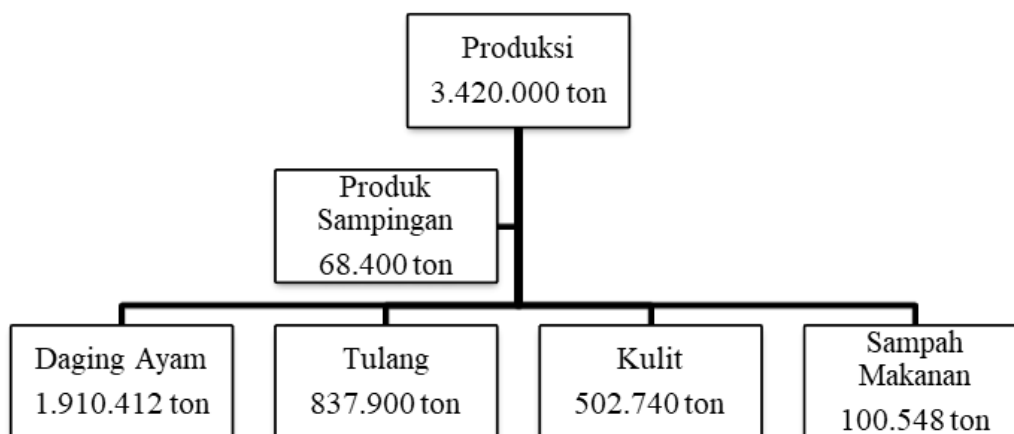 Produksi
3.420.000 ton
Produk
Sampingan
68.400 ton
Daging Ayam
1.910.412 ton
Tulang
837.900 ton
Kulit
502.740 ton
Sampah
Makanan
100.548 ton